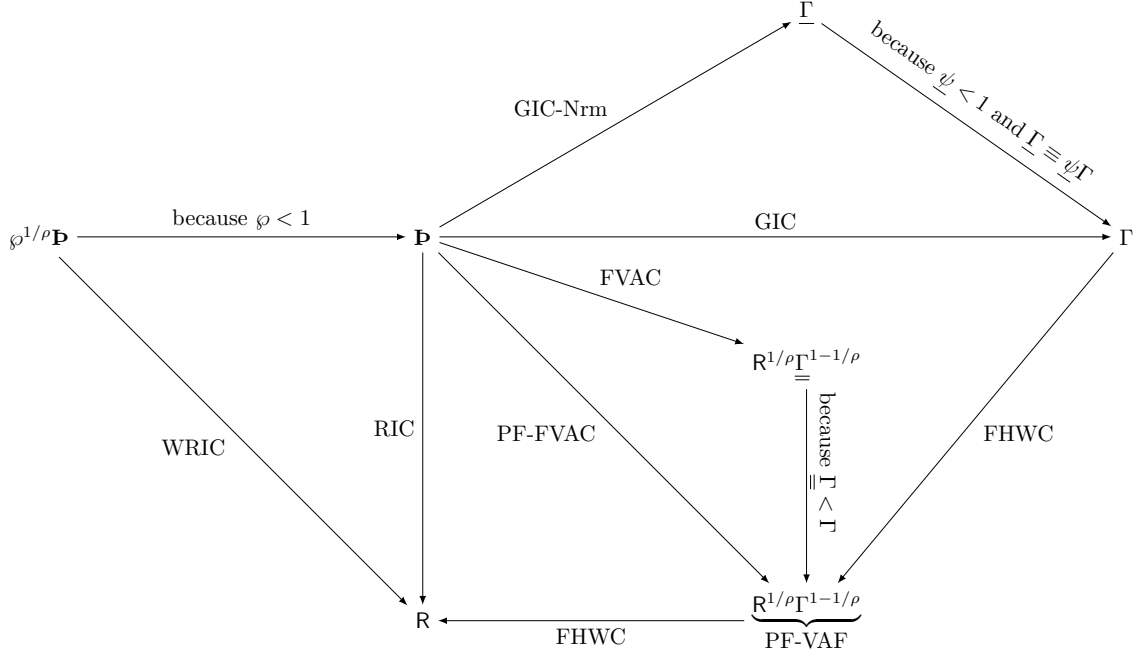 Γ̲
because ψ̲ < 1 and Γ̲ ≡ ψ̲Γ
GIC-Nrm
℘^{1/ρ}Þ
because ℘ < 1
Þ
GIC
Γ
FVAC
R^{1/ρ}Γ̳^{1−1/ρ}
because Γ̳ < Γ
WRIC
RIC
PF-FVAC
FHWC
R
FHWC
R^{1/ρ}Γ^{1−1/ρ}
PF-VAF